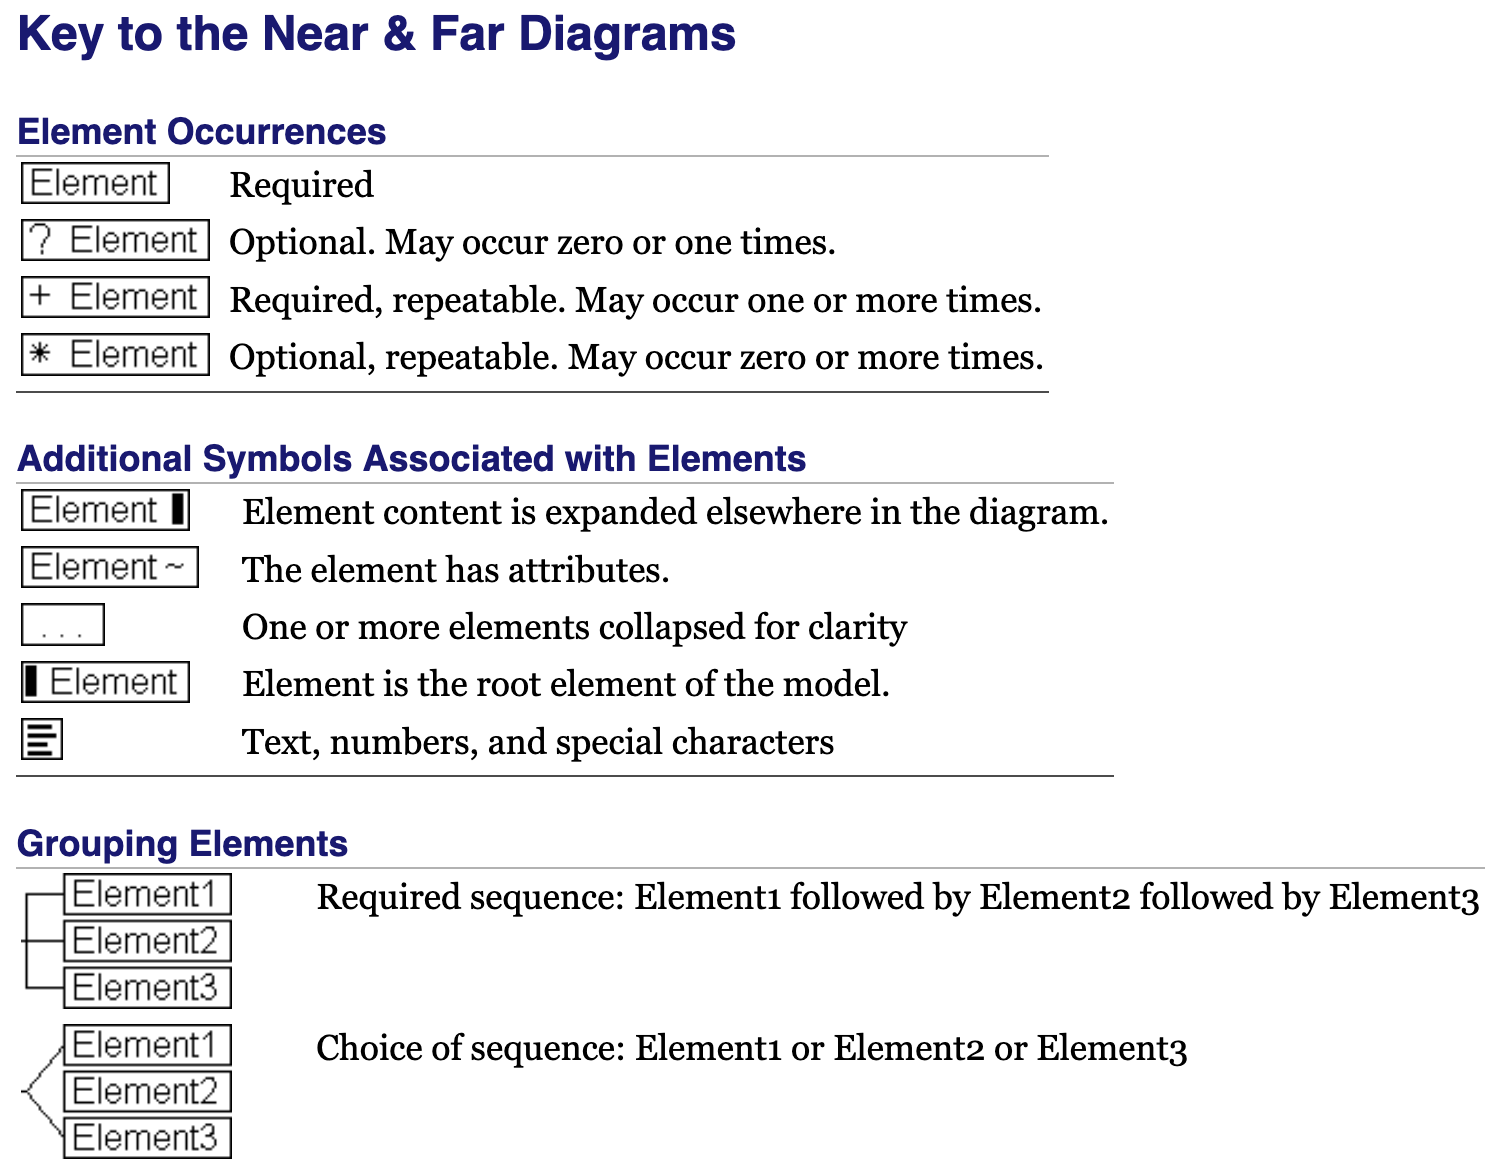 Key to the Near & Far Diagrams
Element Occurrences
Element Required
? Element Optional. May occur zero or one times.
+ Element Required, repeatable. May occur one or more times.
* Element Optional, repeatable. May occur zero or more times.
Additional Symbols Associated with Elements
Element Element content is expanded elsewhere in the diagram.
Element ~ The element has attributes.
... One or more elements collapsed for clarity
Element Element is the root element of the model.
Text, numbers, and special characters
Grouping Elements
Element1 Required sequence: Element1 followed by Element2 followed by Element3
Element2
Element3
Element1 Choice of sequence: Element1 or Element2 or Element3
Element2
Element3